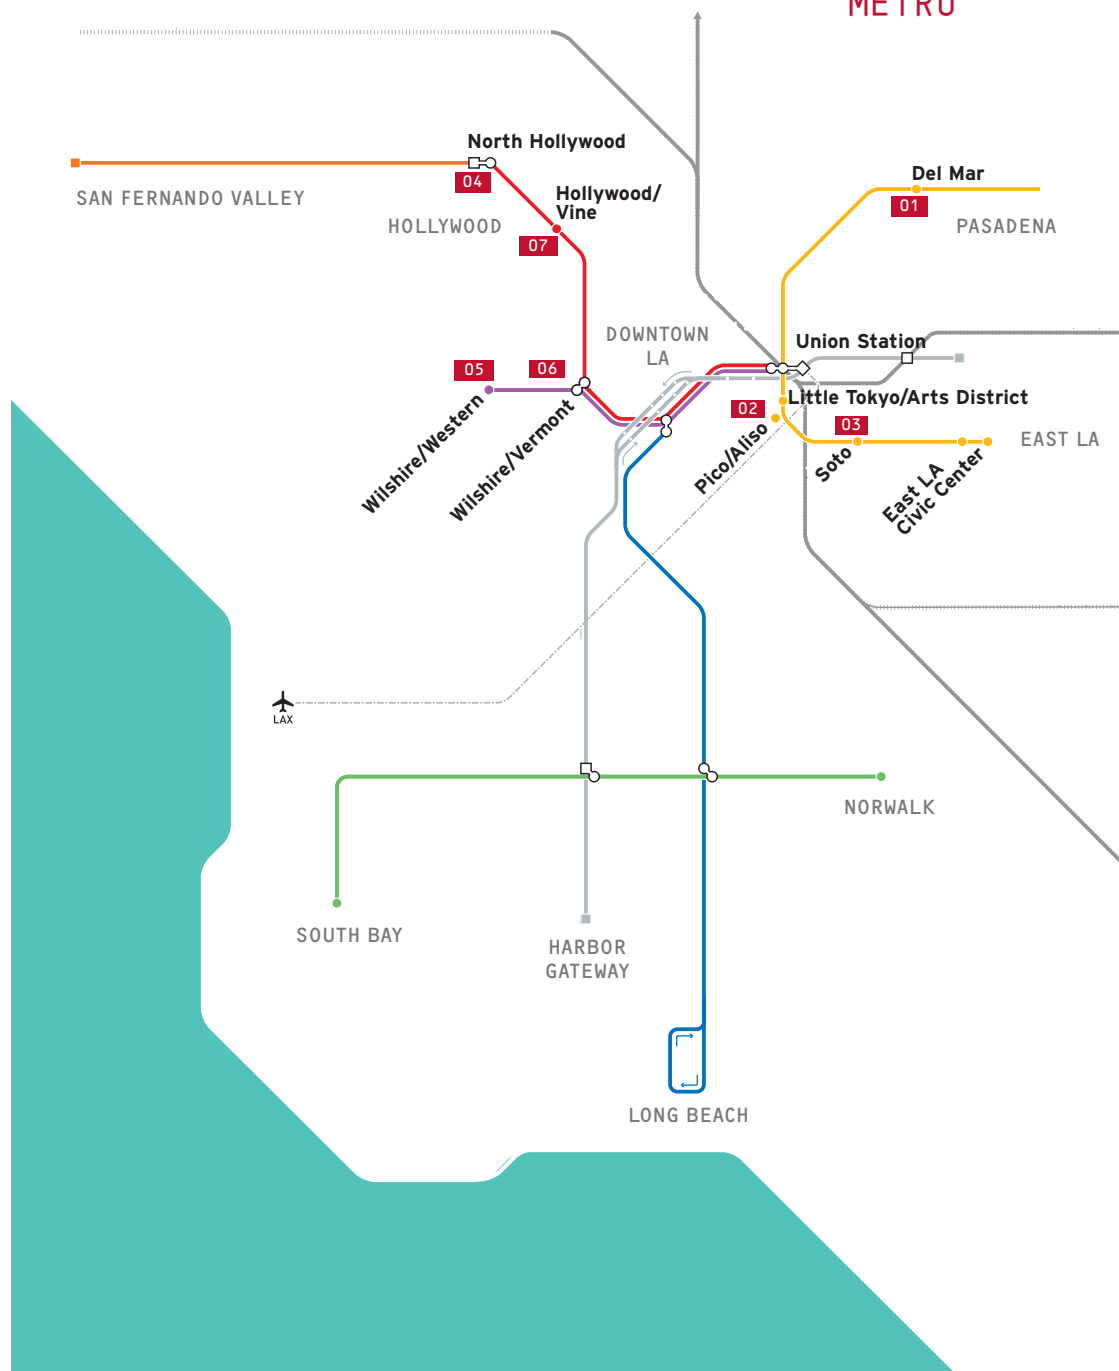 METRO
North Hollywood
04
SAN FERNANDO VALLEY
Hollywood/
Vine
HOLLYWOOD
07
Del Mar
01
PASADENA
DOWNTOWN
LA
Union Station
05
06
Little Tokyo/Arts District
02
03
EAST LA
Wilshire/Western
Wilshire/Vermont
Pico/Aliso
Soto
East LA
Civic Center
LAX
NORWALK
SOUTH BAY
HARBOR
GATEWAY
LONG BEACH